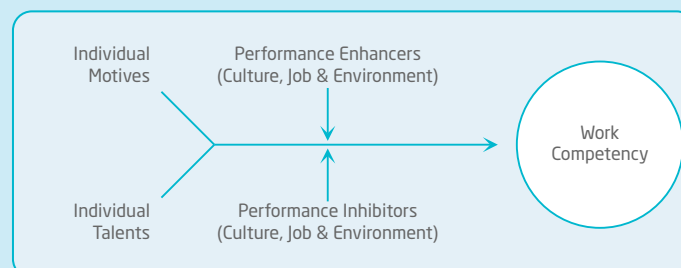 Individual
Motives
Performance Enhancers
(Culture, Job & Environment)
Work
Competency
Individual
Talents
Performance Inhibitors
(Culture, Job & Environment)